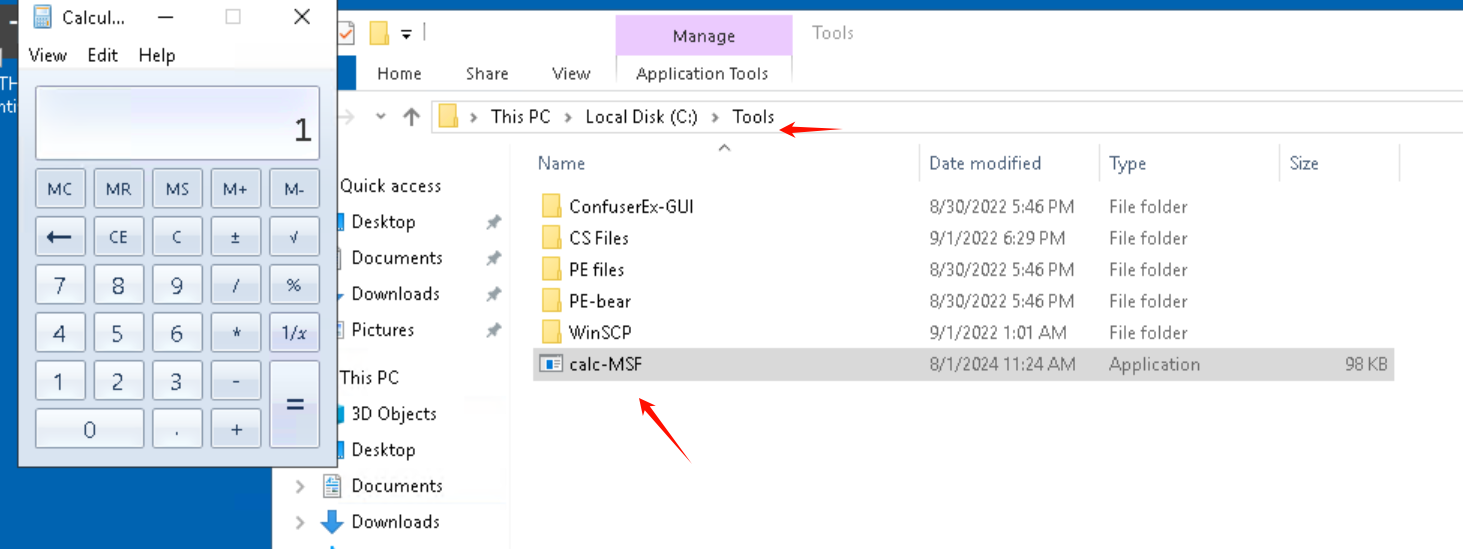 Calcul...
View Edit Help
1
MC MR MS M+ M-
← CE C ± √
7 8 9 / %
4 5 6 * 1/x
1 2 3 - =
0 . +
TH
nti
Manage Tools
Home Share View Application Tools
This PC > Local Disk (C:) > Tools
Quick access
Desktop
Documents
Downloads
Pictures
This PC
3D Objects
Desktop
Documents
Downloads
Name Date modified Type Size
ConfuserEx-GUI 8/30/2022 5:46 PM File folder
CS Files 9/1/2022 6:29 PM File folder
PE files 8/30/2022 5:46 PM File folder
PE-bear 8/30/2022 5:46 PM File folder
WinSCP 9/1/2022 1:01 AM File folder
calc-MSF 8/1/2024 11:24 AM Application 98 KB